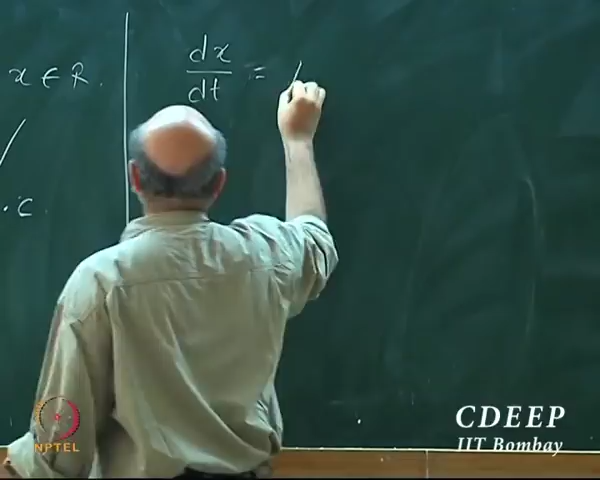 x ∈ R.
dx/dt =
. C
NPTEL
CDEEP
IIT Bombay